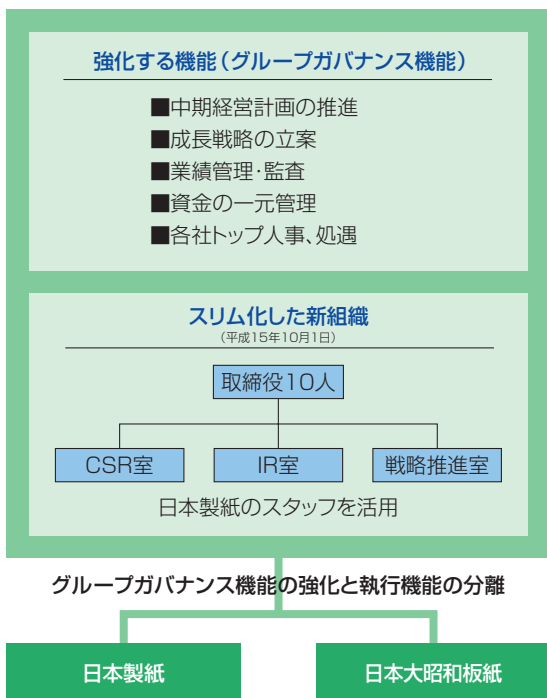 強化する機能(グループガバナンス機能)
■中期経営計画の推進
■成長戦略の立案
■業績管理・監査
■資金の一元管理
■各社トップ人事、処遇
スリム化した新組織
(平成15年10月1日)
取締役10人
CSR室 IR室 戦略推進室
日本製紙のスタッフを活用
グループガバナンス機能の強化と執行機能の分離
日本製紙 日本大昭和板紙